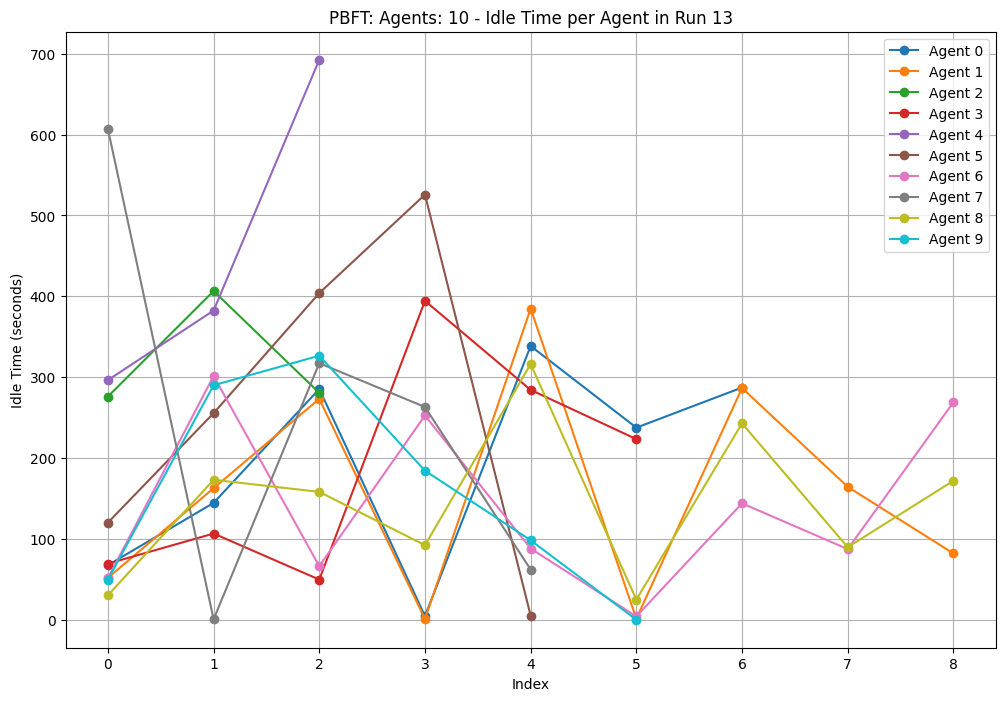 PBFT: Agents: 10 - Idle Time per Agent in Run 13
Idle Time (seconds)
700
600
500
400
300
200
100
0
0 1 2 3 4 5 6 7 8
Index
Agent 0
Agent 1
Agent 2
Agent 3
Agent 4
Agent 5
Agent 6
Agent 7
Agent 8
Agent 9